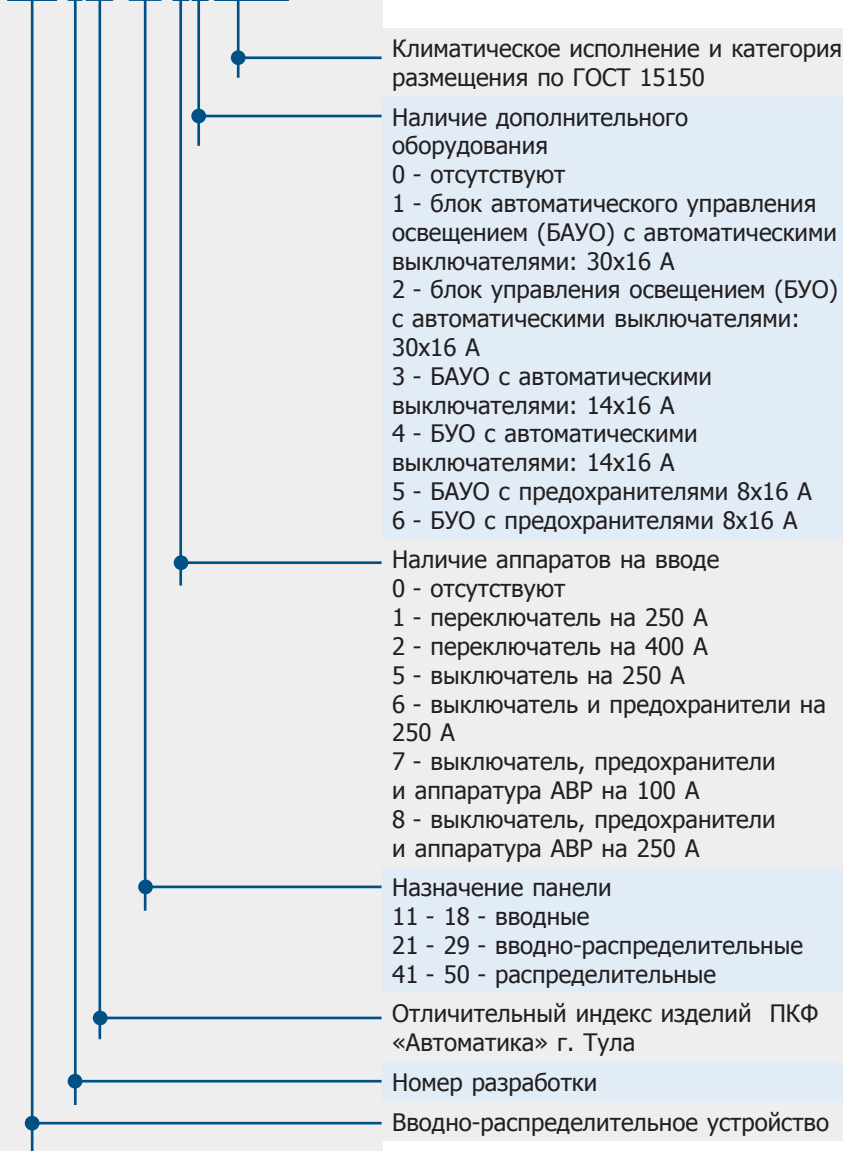 Климатическое исполнение и категория
размещения по ГОСТ 15150
Наличие дополнительного
оборудования
0 - отсутствуют
1 - блок автоматического управления
освещением (БАУО) с автоматическими
выключателями: 30х16 А
2 - блок управления освещением (БУО)
с автоматическими выключателями:
30х16 А
3 - БАУО с автоматическими
выключателями: 14х16 А
4 - БУО с автоматическими
выключателями: 14х16 А
5 - БАУО с предохранителями 8х16 А
6 - БУО с предохранителями 8х16 А
Наличие аппаратов на вводе
0 - отсутствуют
1 - переключатель на 250 А
2 - переключатель на 400 А
5 - выключатель на 250 А
6 - выключатель и предохранители на
250 А
7 - выключатель, предохранители
и аппаратура АВР на 100 А
8 - выключатель, предохранители
и аппаратура АВР на 250 А
Назначение панели
11 - 18 - вводные
21 - 29 - вводно-распределительные
41 - 50 - распределительные
Отличительный индекс изделий ПКФ
«Автоматика» г. Тула
Номер разработки
Вводно-распределительное устройство